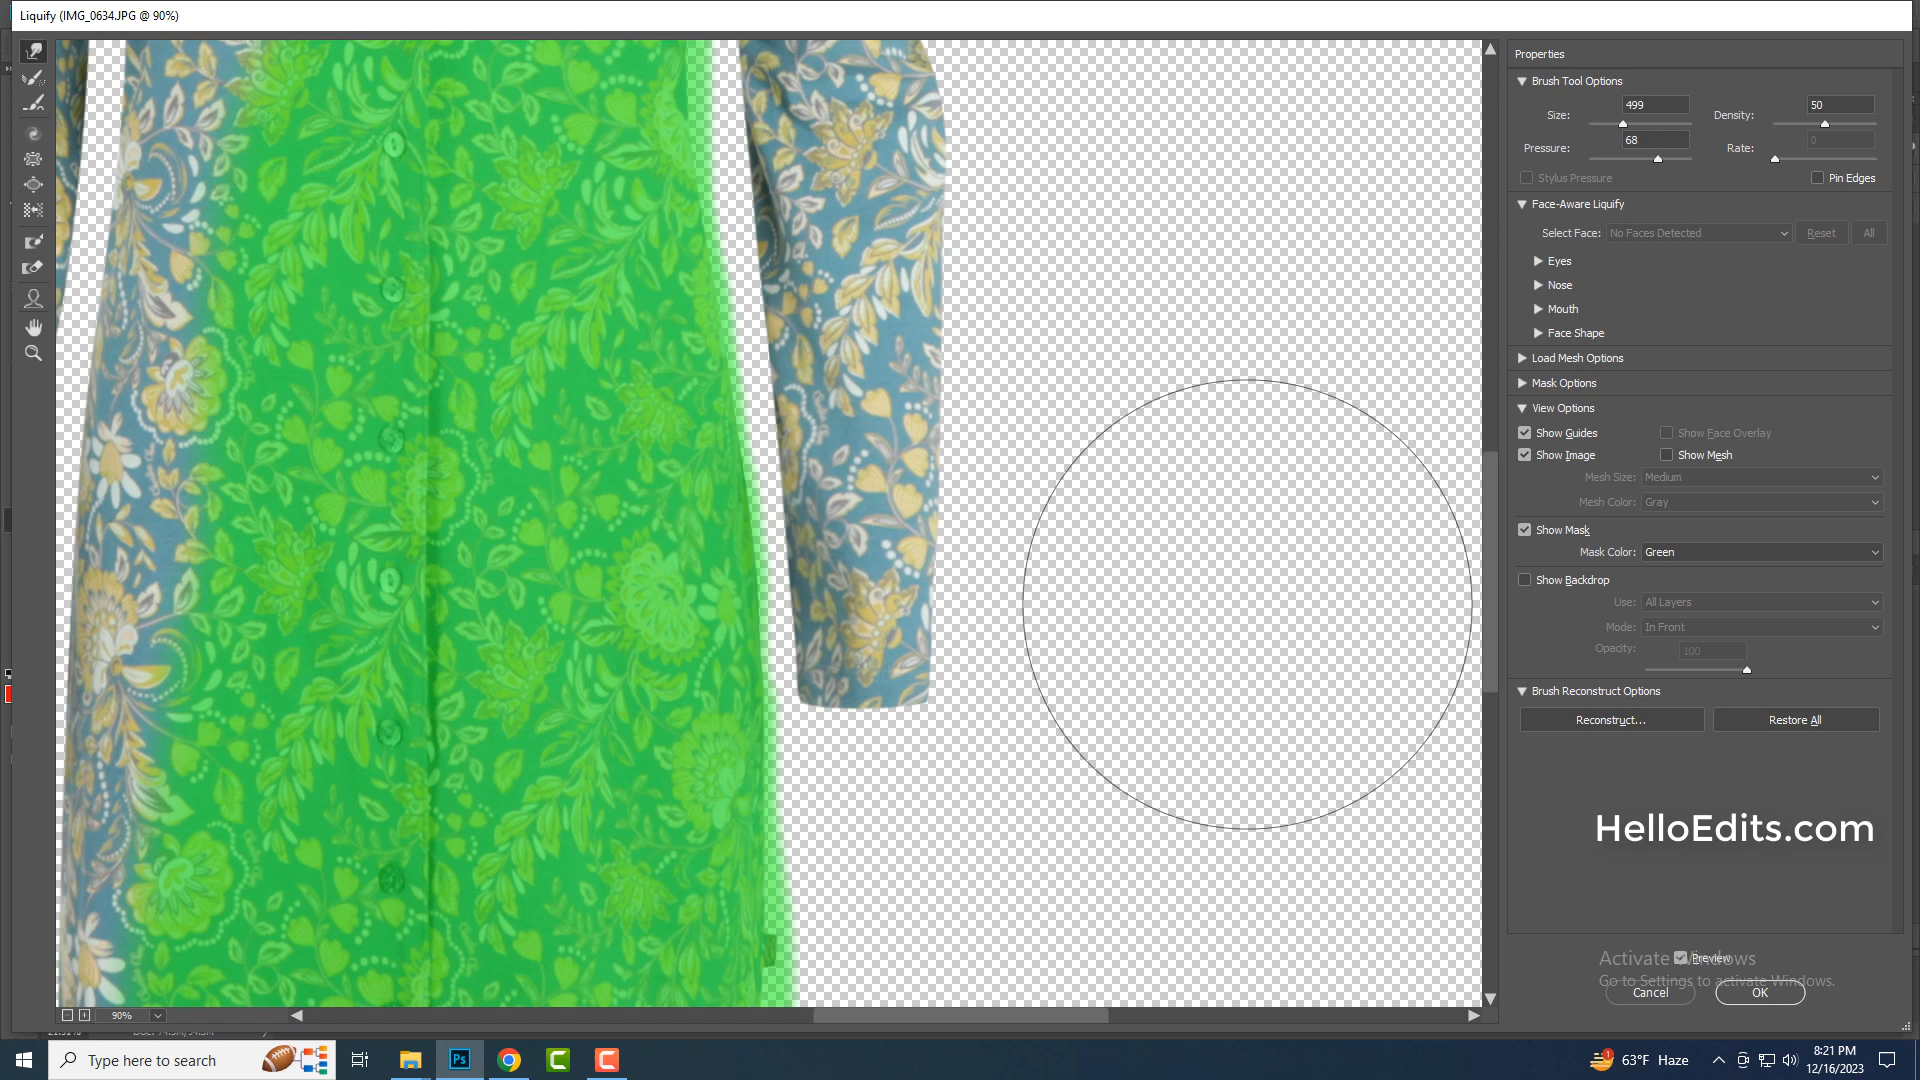 Liquify (IMG_0634.JPG @ 90%)
Properties
Brush Tool Options
Size: 499 Density: 50
Pressure: 68 Rate: 0
Stylus Pressure Pin Edges
Face-Aware Liquify
Select Face: No Faces Detected Reset All
Eyes
Nose
Mouth
Face Shape
Load Mesh Options
Mask Options
View Options
Show Guides Show Face Overlay
Show Image Show Mesh
Mesh Size: Medium
Mesh Color: Gray
Show Mask
Mask Color: Green
Show Backdrop
Use: All Layers
Mode: In Front
Opacity: 100
Brush Reconstruct Options
Reconstruct... Restore All
HelloEdits.com
Activate Windows
Preview
Go to Settings to activate Windows.
Cancel OK
90%
Type here to search
Ps
1
63°F Haze
8:21 PM
12/16/2023